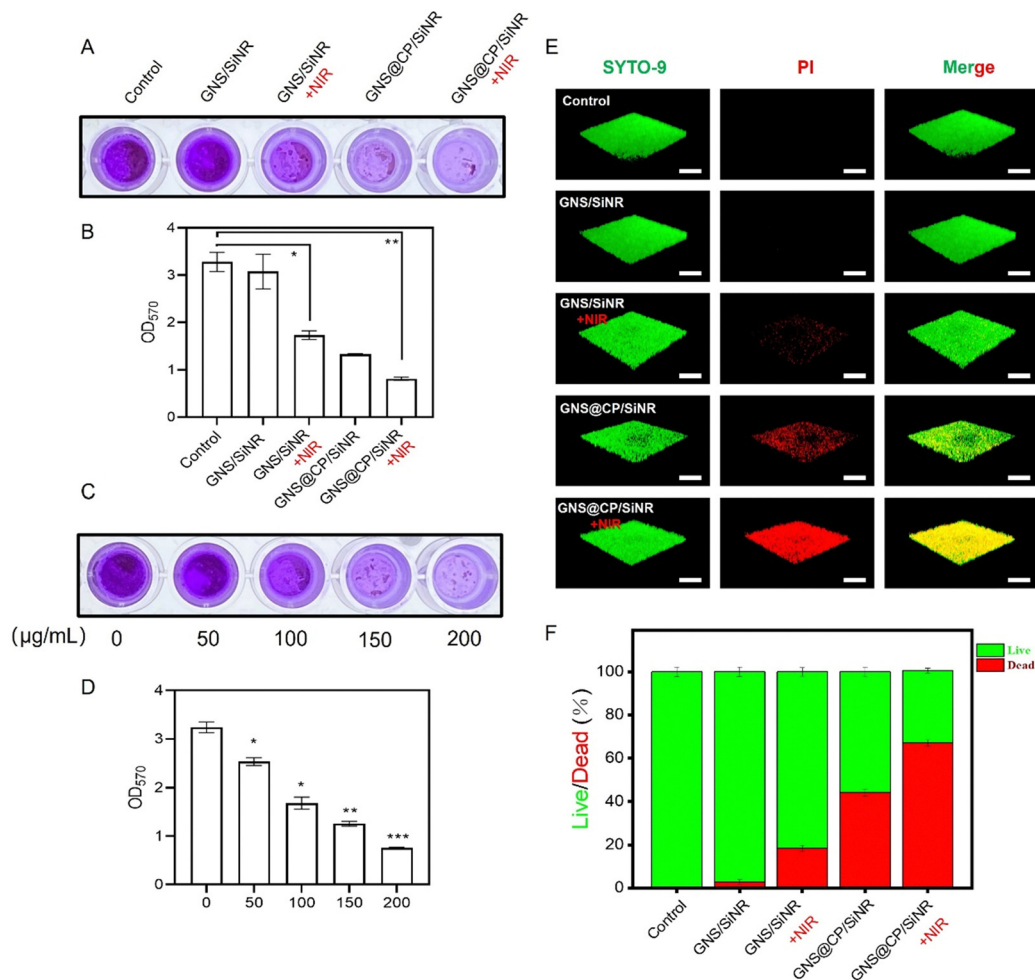 A
Control
GNS/SiNR
GNS/SiNR
+NIR
GNS@CP/SiNR
GNS@CP/SiNR
+NIR
B
4
3
2
1
0
OD570
*
**
Control
GNS/SiNR
GNS/SiNR
+NIR
GNS@CP/SiNR
GNS@CP/SiNR
+NIR
C
(μg/mL) 0 50 100 150 200
D
4
3
2
1
0
OD570
*
*
**
***
0 50 100 150 200
E
SYTO-9 PI Merge
Control
GNS/SiNR
GNS/SiNR
+NIR
GNS@CP/SiNR
GNS@CP/SiNR
+NIR
F
Live
Dead
100
80
60
40
20
0
Live/Dead (%)
Control
GNS/SiNR
GNS/SiNR
+NIR
GNS@CP/SiNR
GNS@CP/SiNR
+NIR